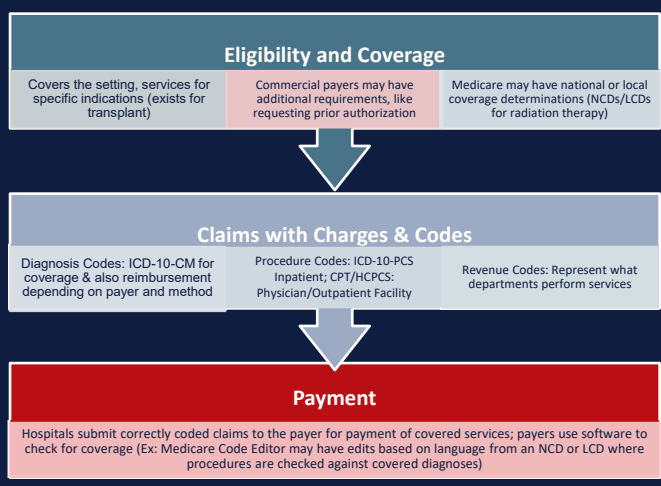 Eligibility and Coverage
Covers the setting, services for
specific indications (exists for
transplant)
Commercial payers may have
additional requirements, like
requesting prior authorization
Medicare may have national or local
coverage determinations (NCDs/LCDs
for radiation therapy)
Claims with Charges & Codes
Diagnosis Codes: ICD-10-CM for
coverage & also reimbursement
depending on payer and method
Procedure Codes: ICD-10-PCS
Inpatient; CPT/HCPCS:
Physician/Outpatient Facility
Revenue Codes: Represent what
departments perform services
Payment
Hospitals submit correctly coded claims to the payer for payment of covered services; payers use software to
check for coverage (Ex: Medicare Code Editor may have edits based on language from an NCD or LCD where
procedures are checked against covered diagnoses)